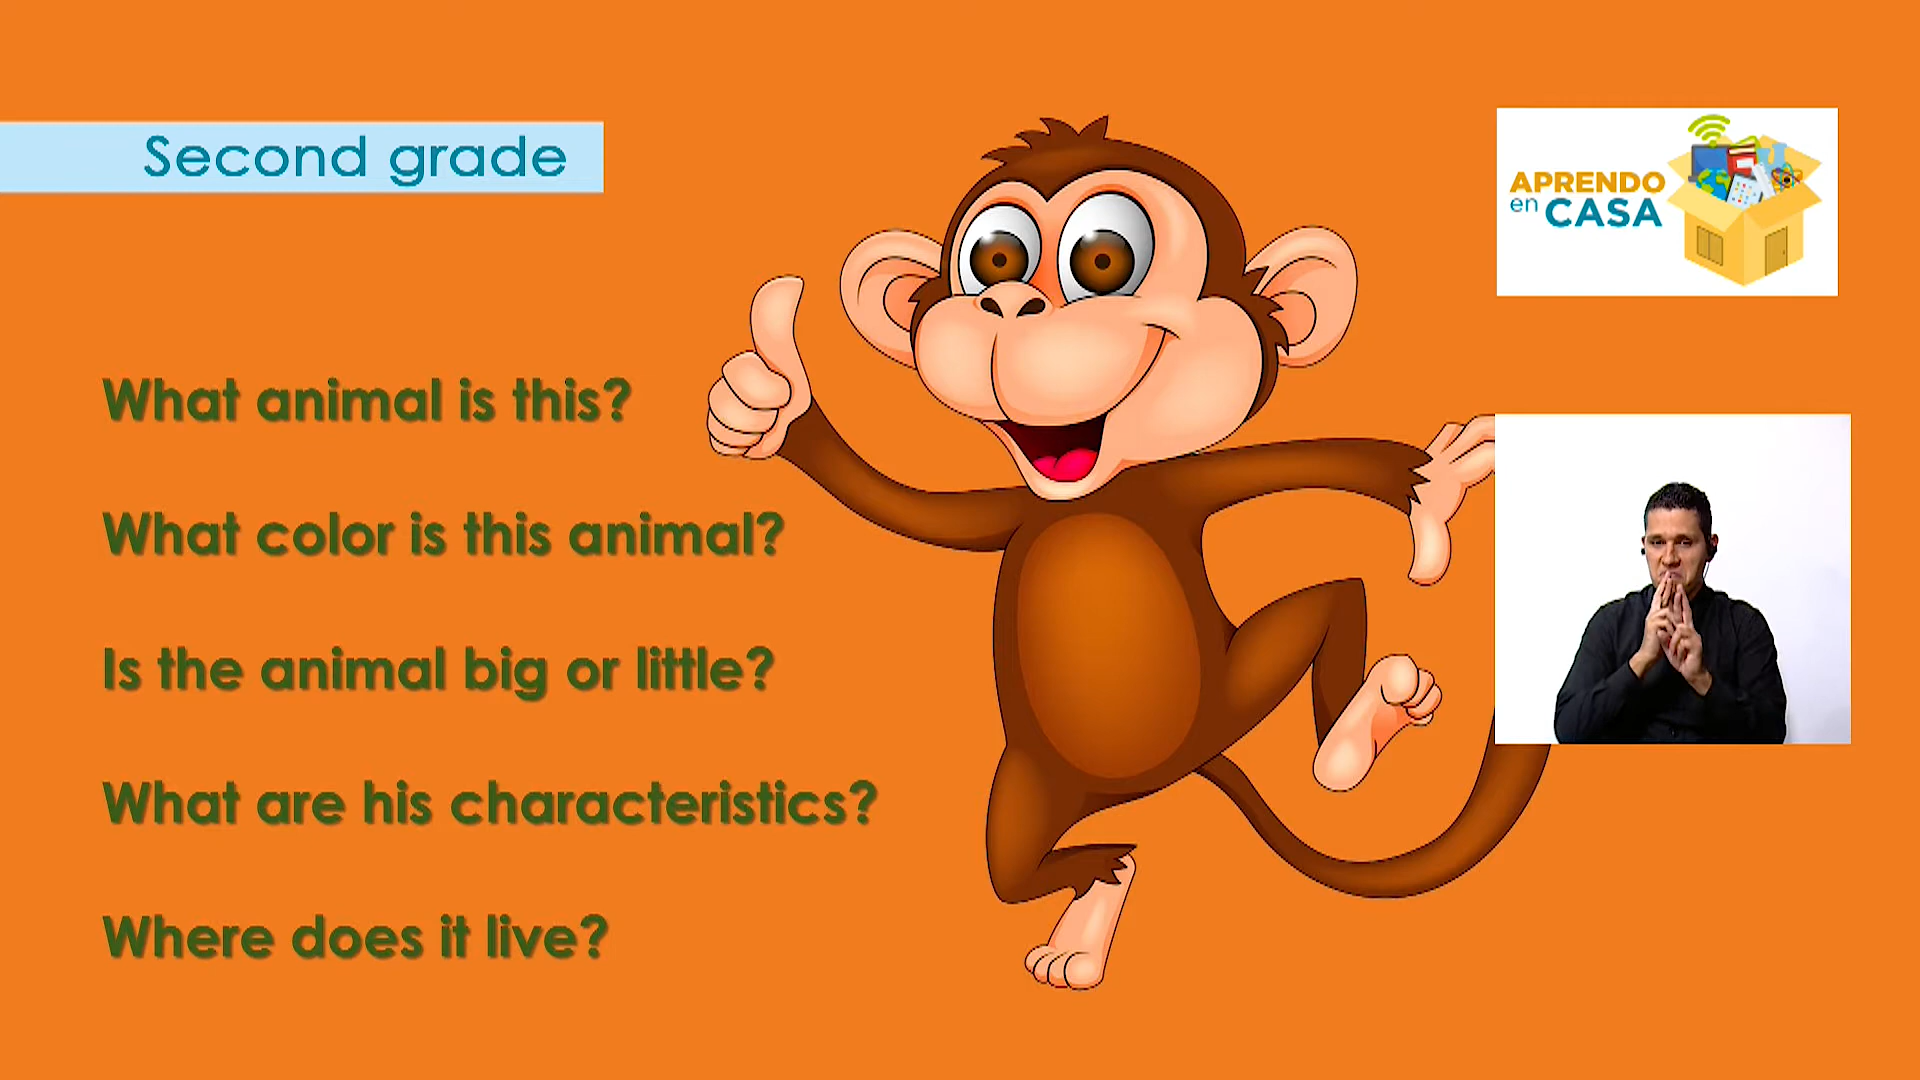 Second grade
APRENDO
en CASA
What animal is this?
What color is this animal?
Is the animal big or little?
What are his characteristics?
Where does it live?